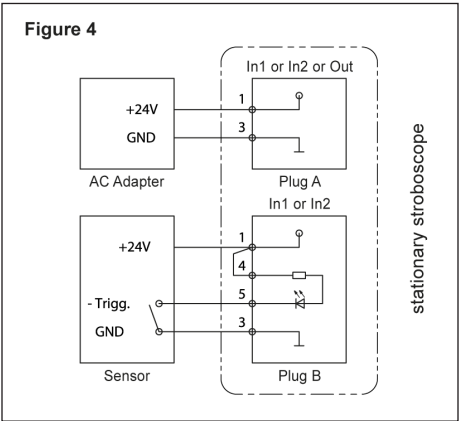 Figure 4
In1 or In2 or Out
+24V
1
GND
3
AC Adapter
Plug A
In1 or In2
+24V
1
4
- Trigg.
5
GND
3
Sensor
Plug B
stationary stroboscope